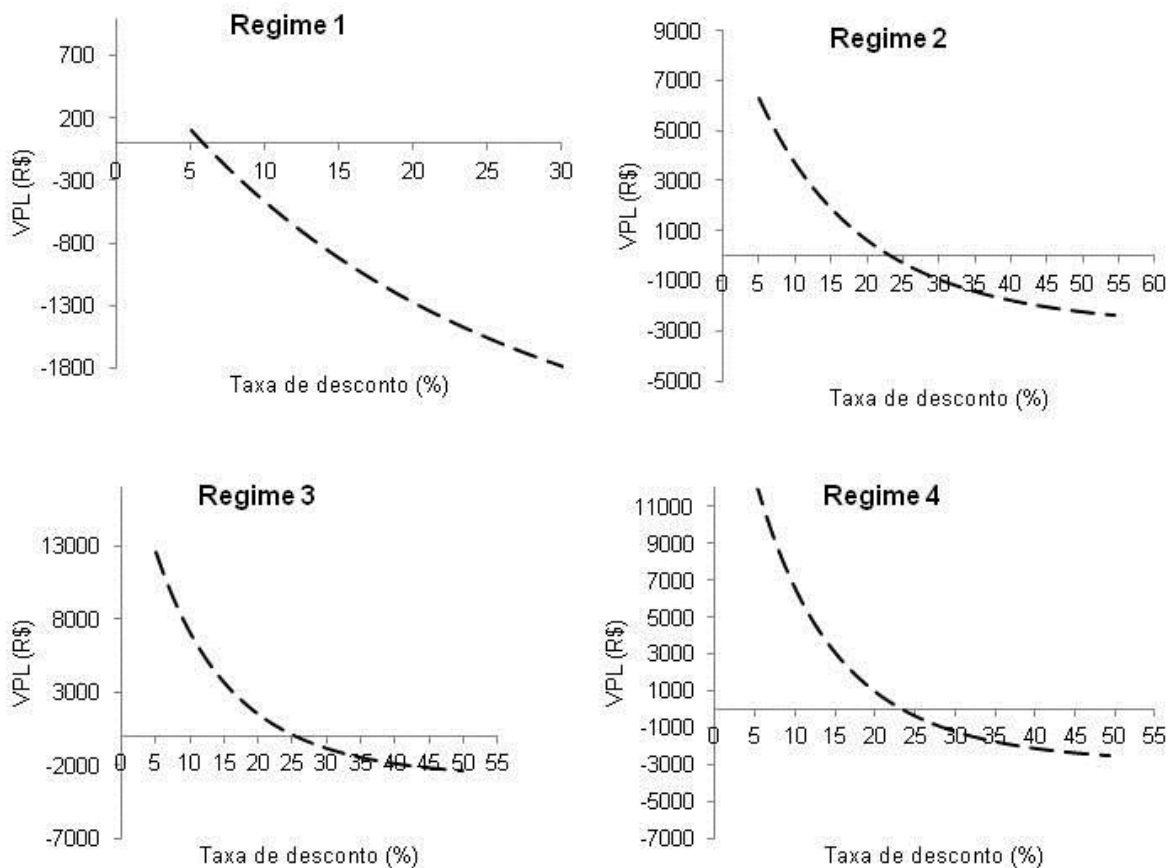 Regime 1
VPL (R$)
700
200
-300
-800
-1300
-1800
0 5 10 15 20 25 30
Taxa de desconto (%)
Regime 2
VPL (R$)
9000
7000
5000
3000
1000
-1000
-3000
-5000
0 5 10 15 20 25 30 35 40 45 50 55 60
Taxa de desconto (%)
Regime 3
VPL (R$)
13000
8000
3000
-2000
-7000
0 5 10 15 20 25 30 35 40 45 50 55
Taxa de desconto (%)
Regime 4
VPL (R$)
11000
9000
7000
5000
3000
1000
-1000
-3000
-5000
-7000
0 5 10 15 20 25 30 35 40 45 50 55
Taxa de desconto (%)